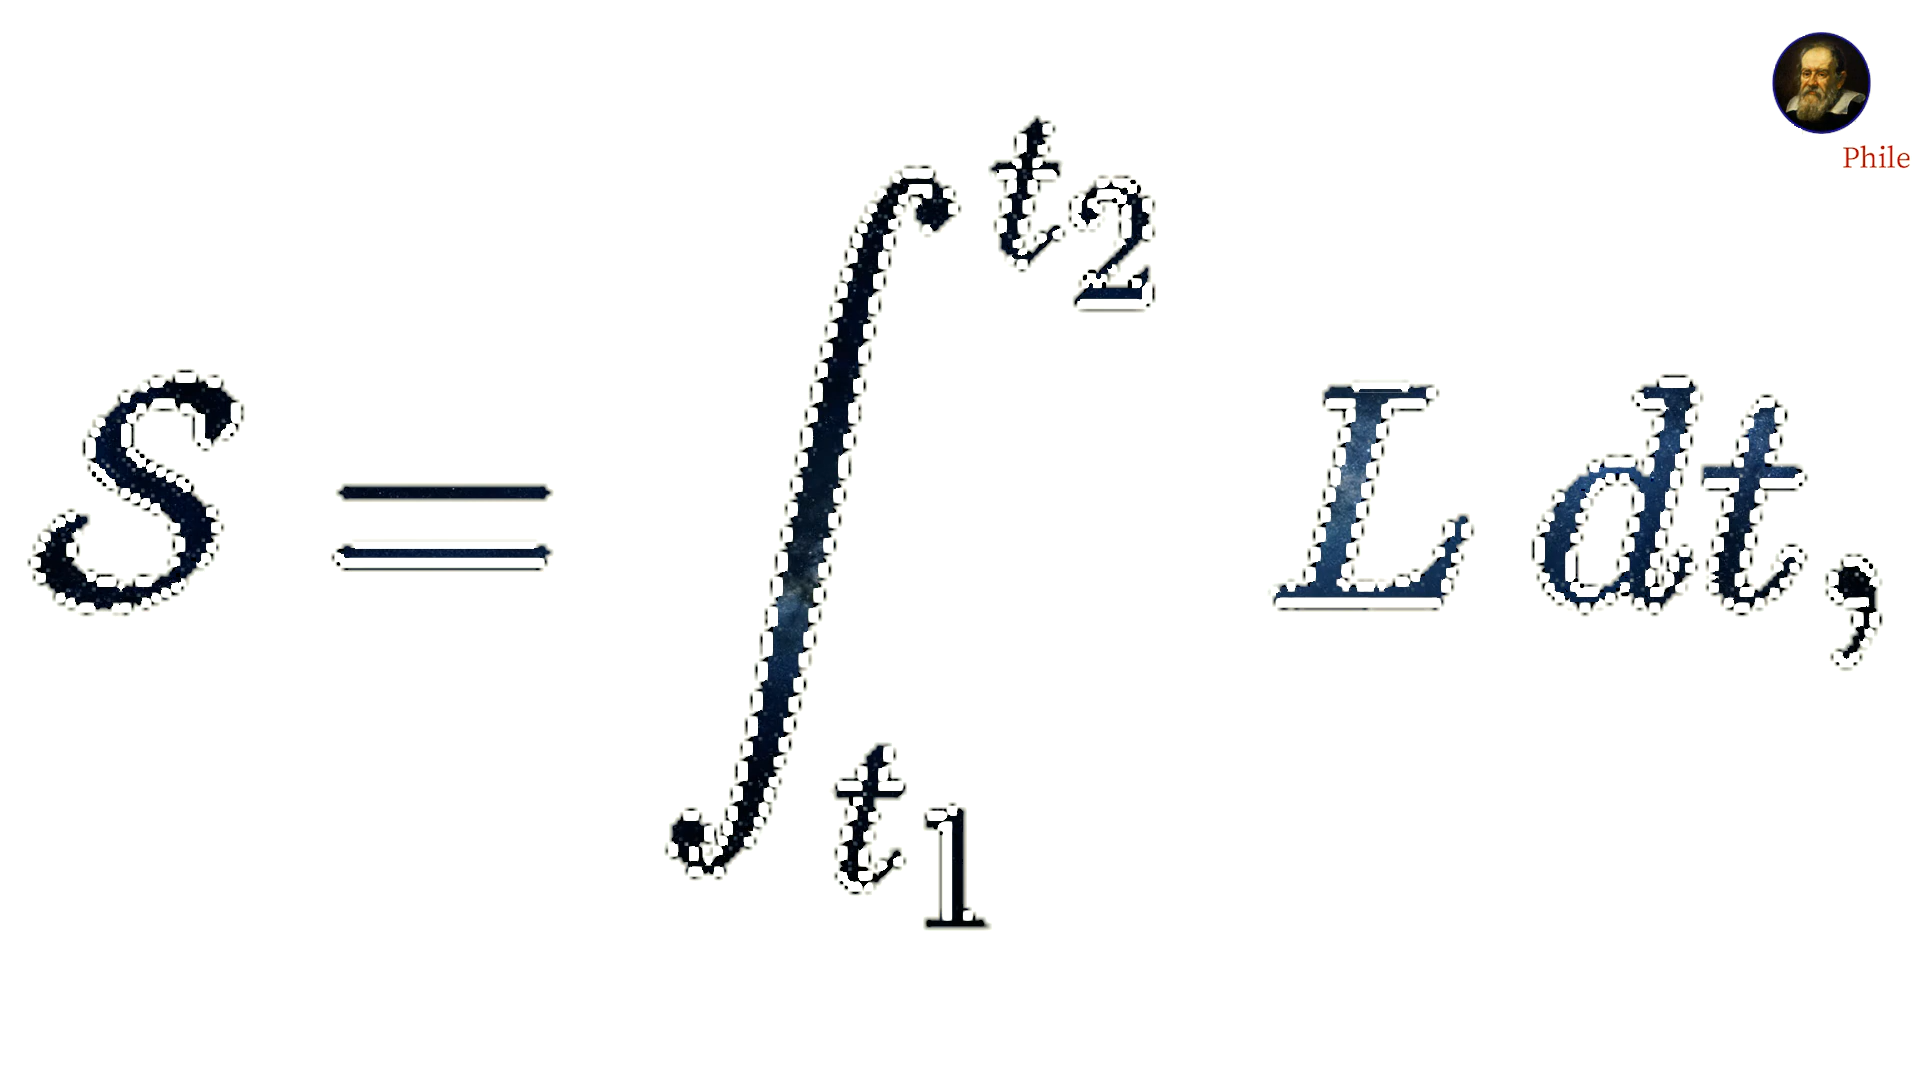 Phile
S = ∫_{t_1}^{t_2} L dt,